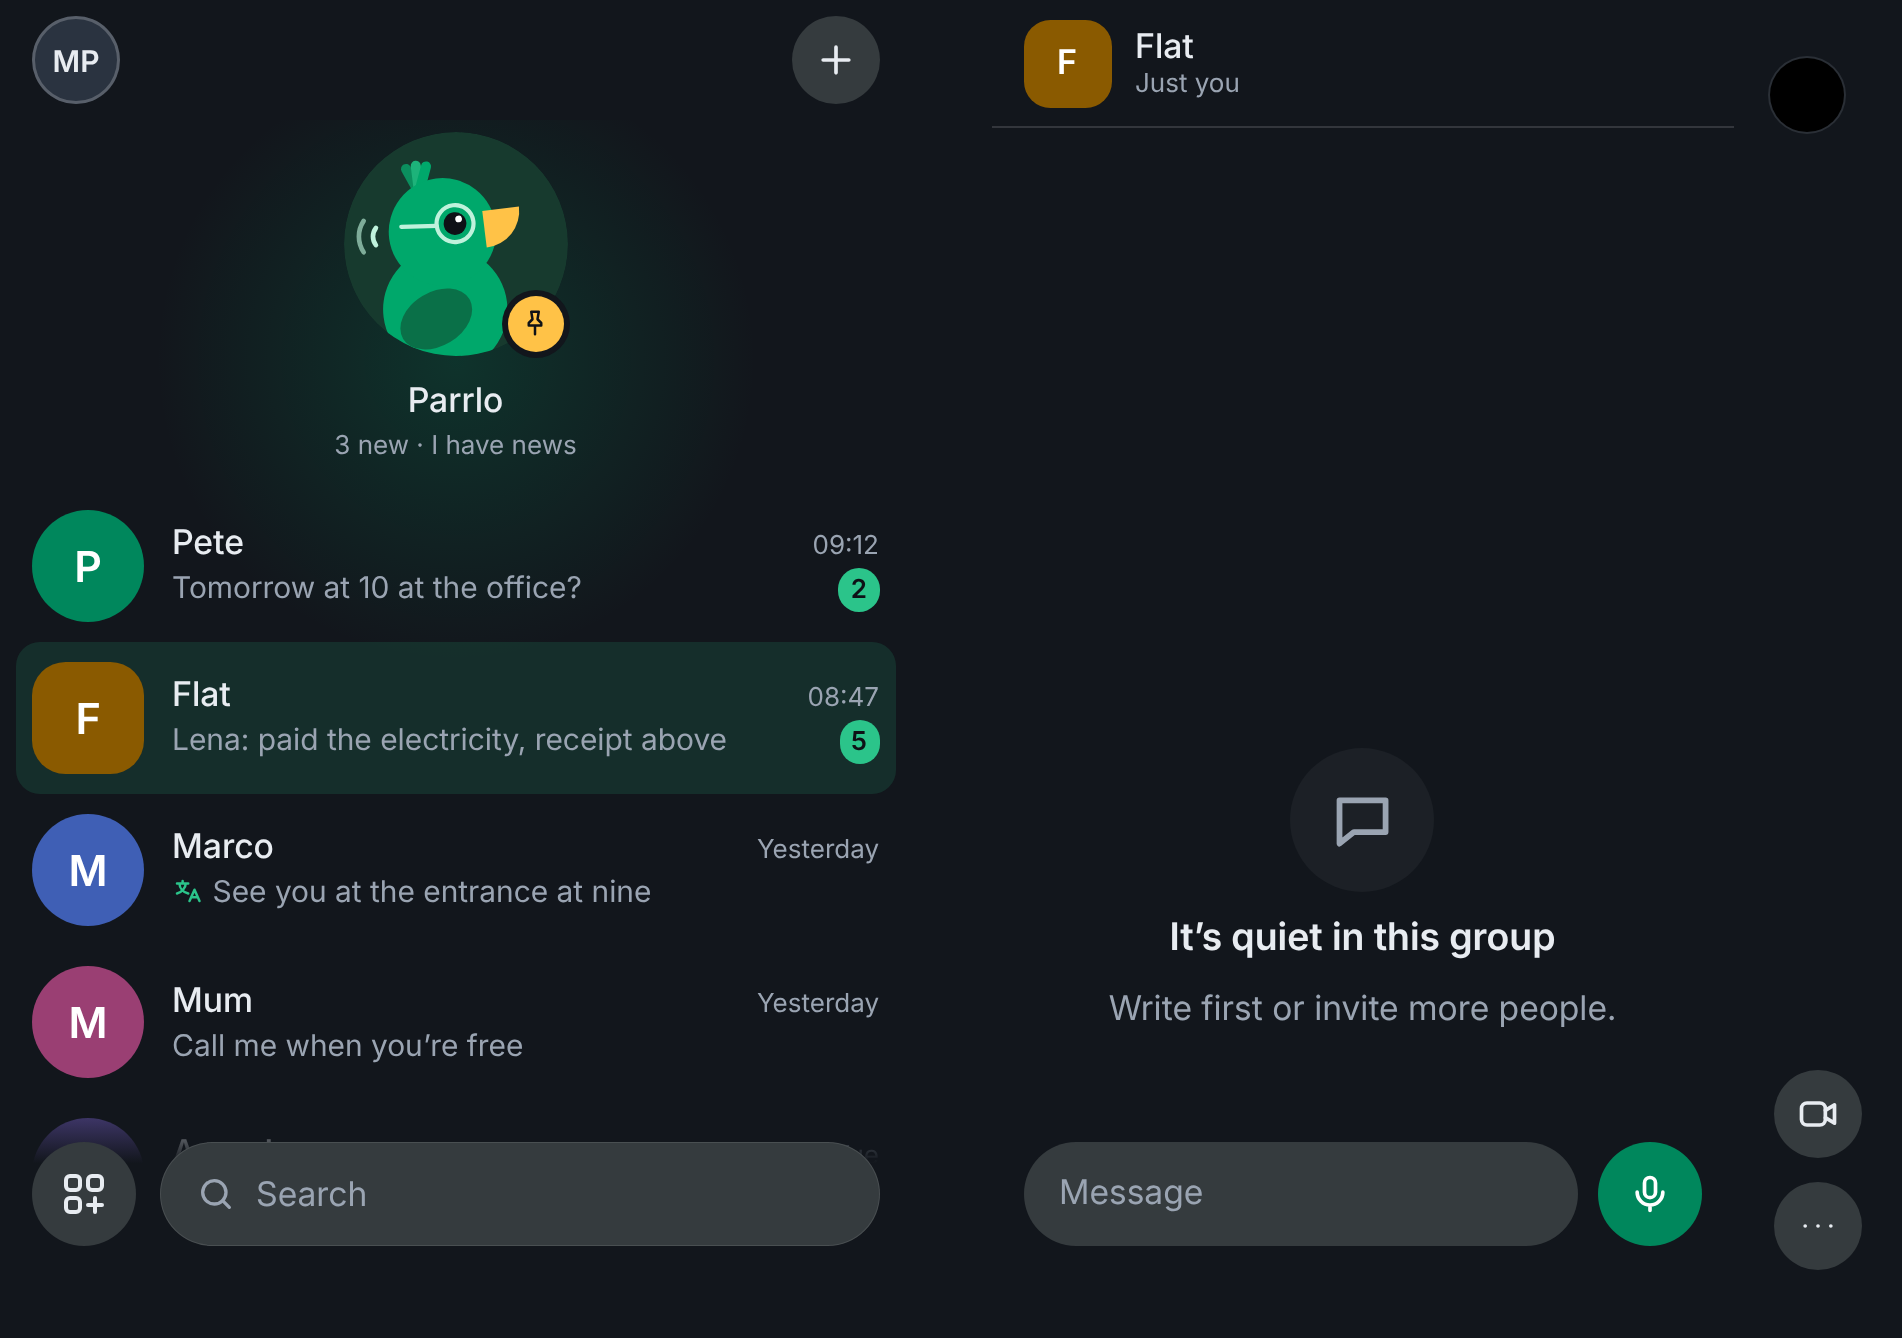 MP
Parrlo
3 new · I have news
P
Pete
09:12
Tomorrow at 10 at the office?
2
F
Flat
08:47
Lena: paid the electricity, receipt above
5
M
Marco
Yesterday
See you at the entrance at nine
M
Mum
Yesterday
Call me when you’re free
Search
F
Flat
Just you
It’s quiet in this group
Write first or invite more people.
Message